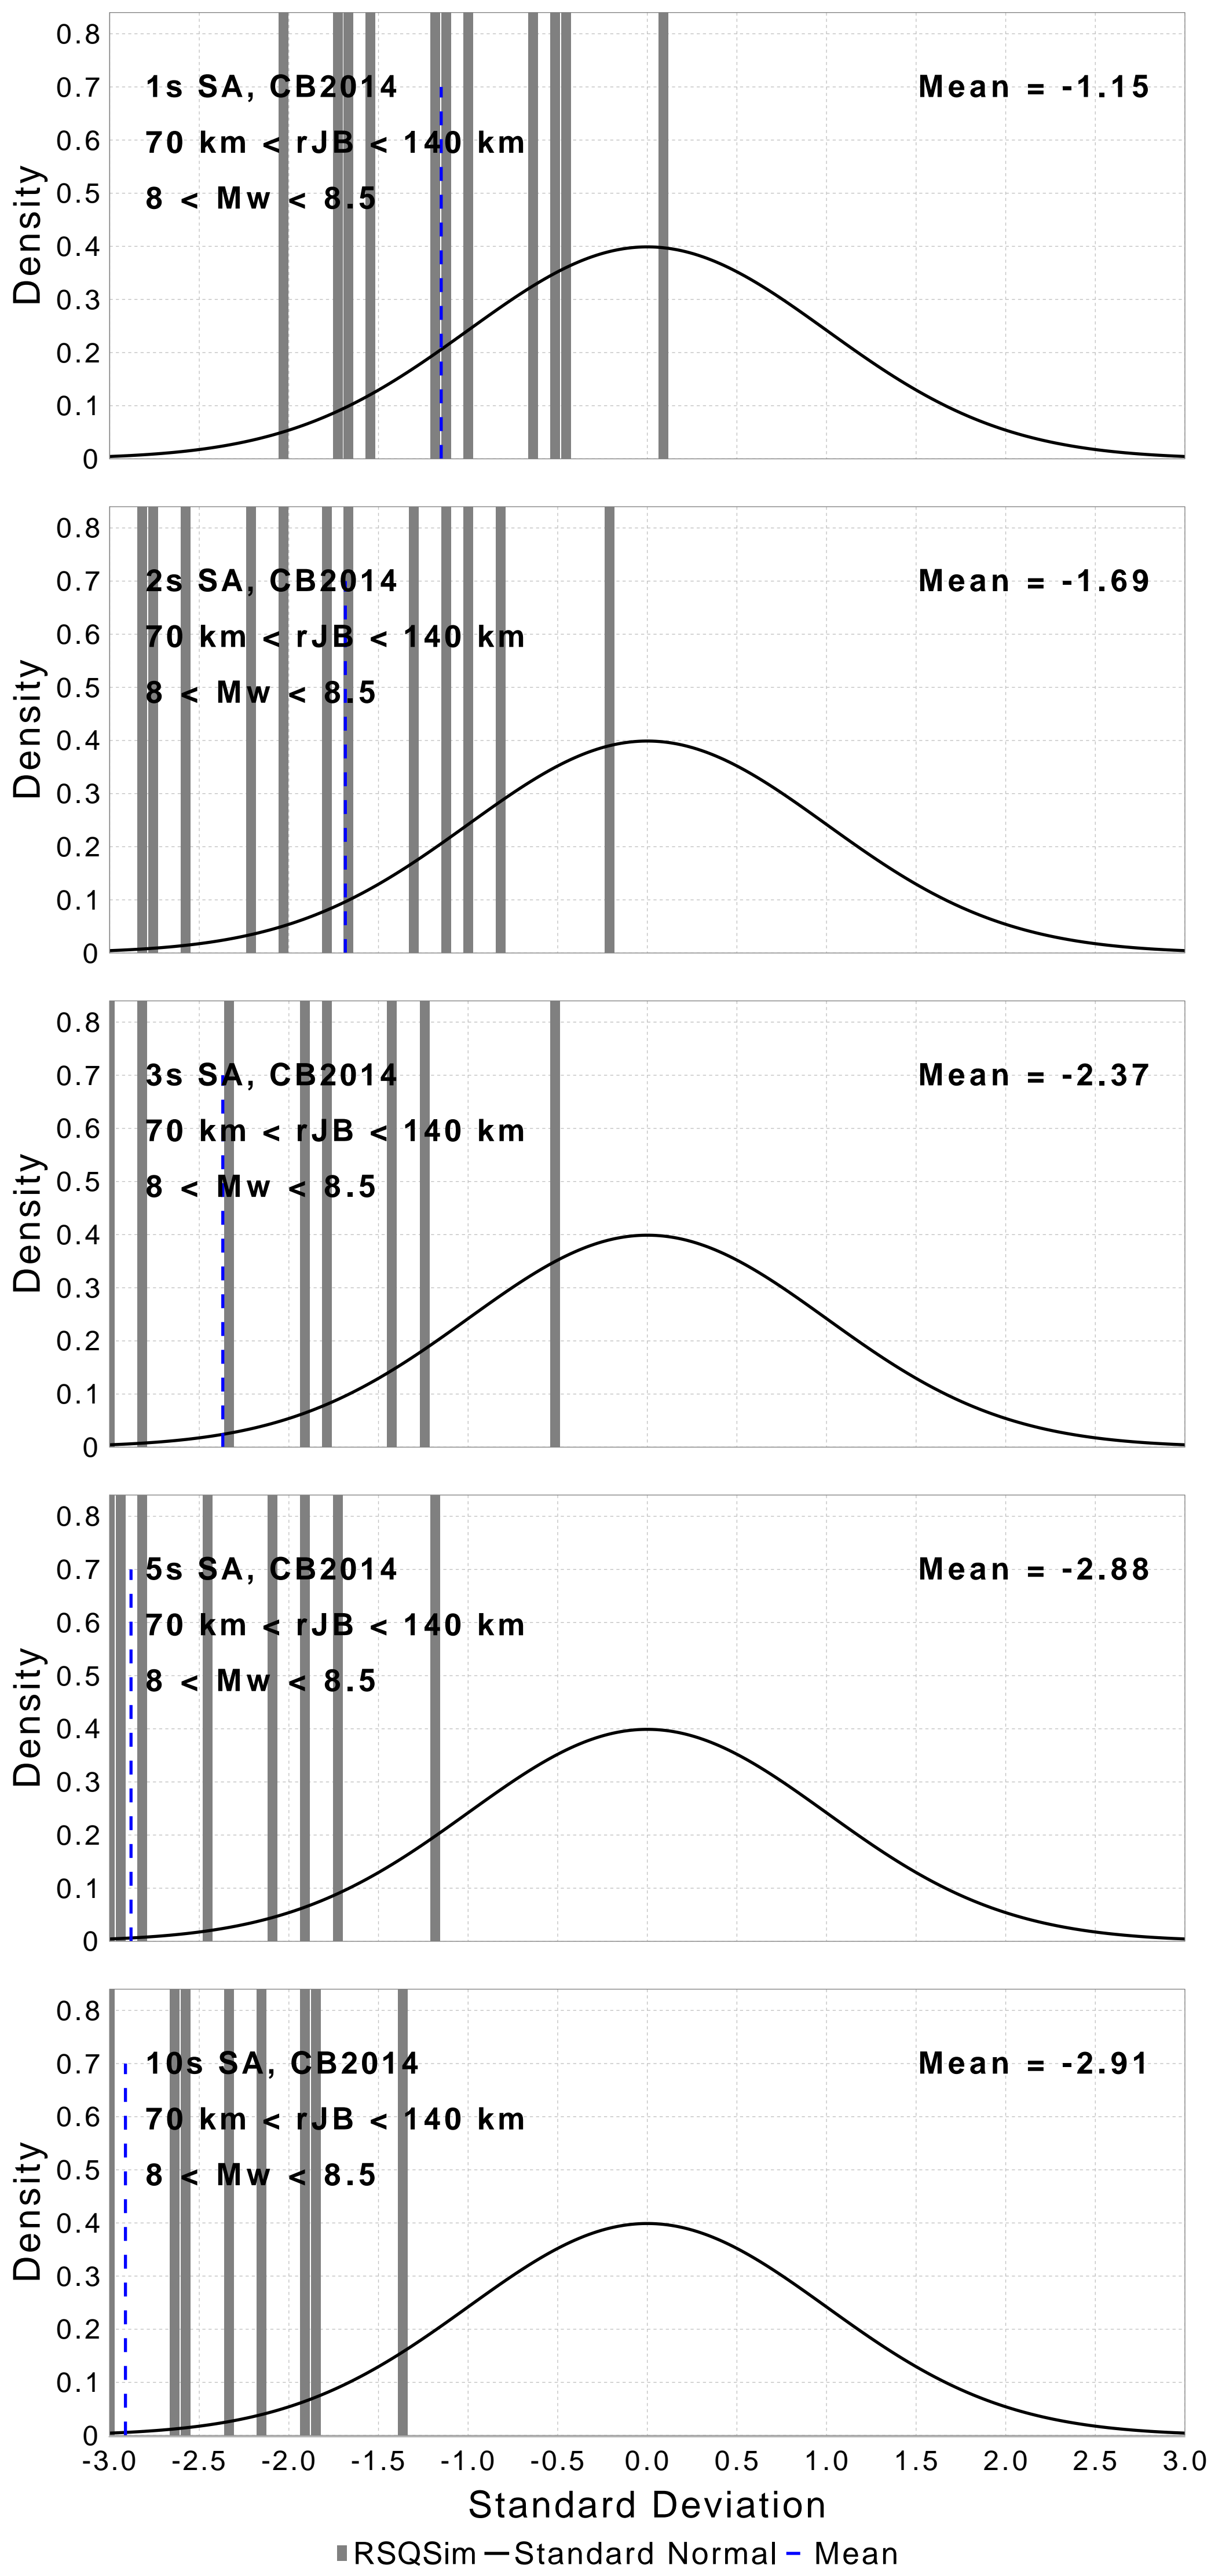 0.8
0.7
0.6
0.5
0.4
0.3
0.2
0.1
0
Density
1s SA, CB2014
70 km < rJB < 140 km
8 < Mw < 8.5
Mean = -1.15
0.8
0.7
0.6
0.5
0.4
0.3
0.2
0.1
0
Density
2s SA, CB2014
70 km < rJB < 140 km
8 < Mw < 8.5
Mean = -1.69
0.8
0.7
0.6
0.5
0.4
0.3
0.2
0.1
0
Density
3s SA, CB2014
70 km < rJB < 140 km
8 < Mw < 8.5
Mean = -2.37
0.8
0.7
0.6
0.5
0.4
0.3
0.2
0.1
0
Density
5s SA, CB2014
70 km < rJB < 140 km
8 < Mw < 8.5
Mean = -2.88
0.8
0.7
0.6
0.5
0.4
0.3
0.2
0.1
0
Density
10s SA, CB2014
70 km < rJB < 140 km
8 < Mw < 8.5
Mean = -2.91
-3.0 -2.5 -2.0 -1.5 -1.0 -0.5 0.0 0.5 1.0 1.5 2.0 2.5 3.0
Standard Deviation
RSQSim Standard Normal Mean